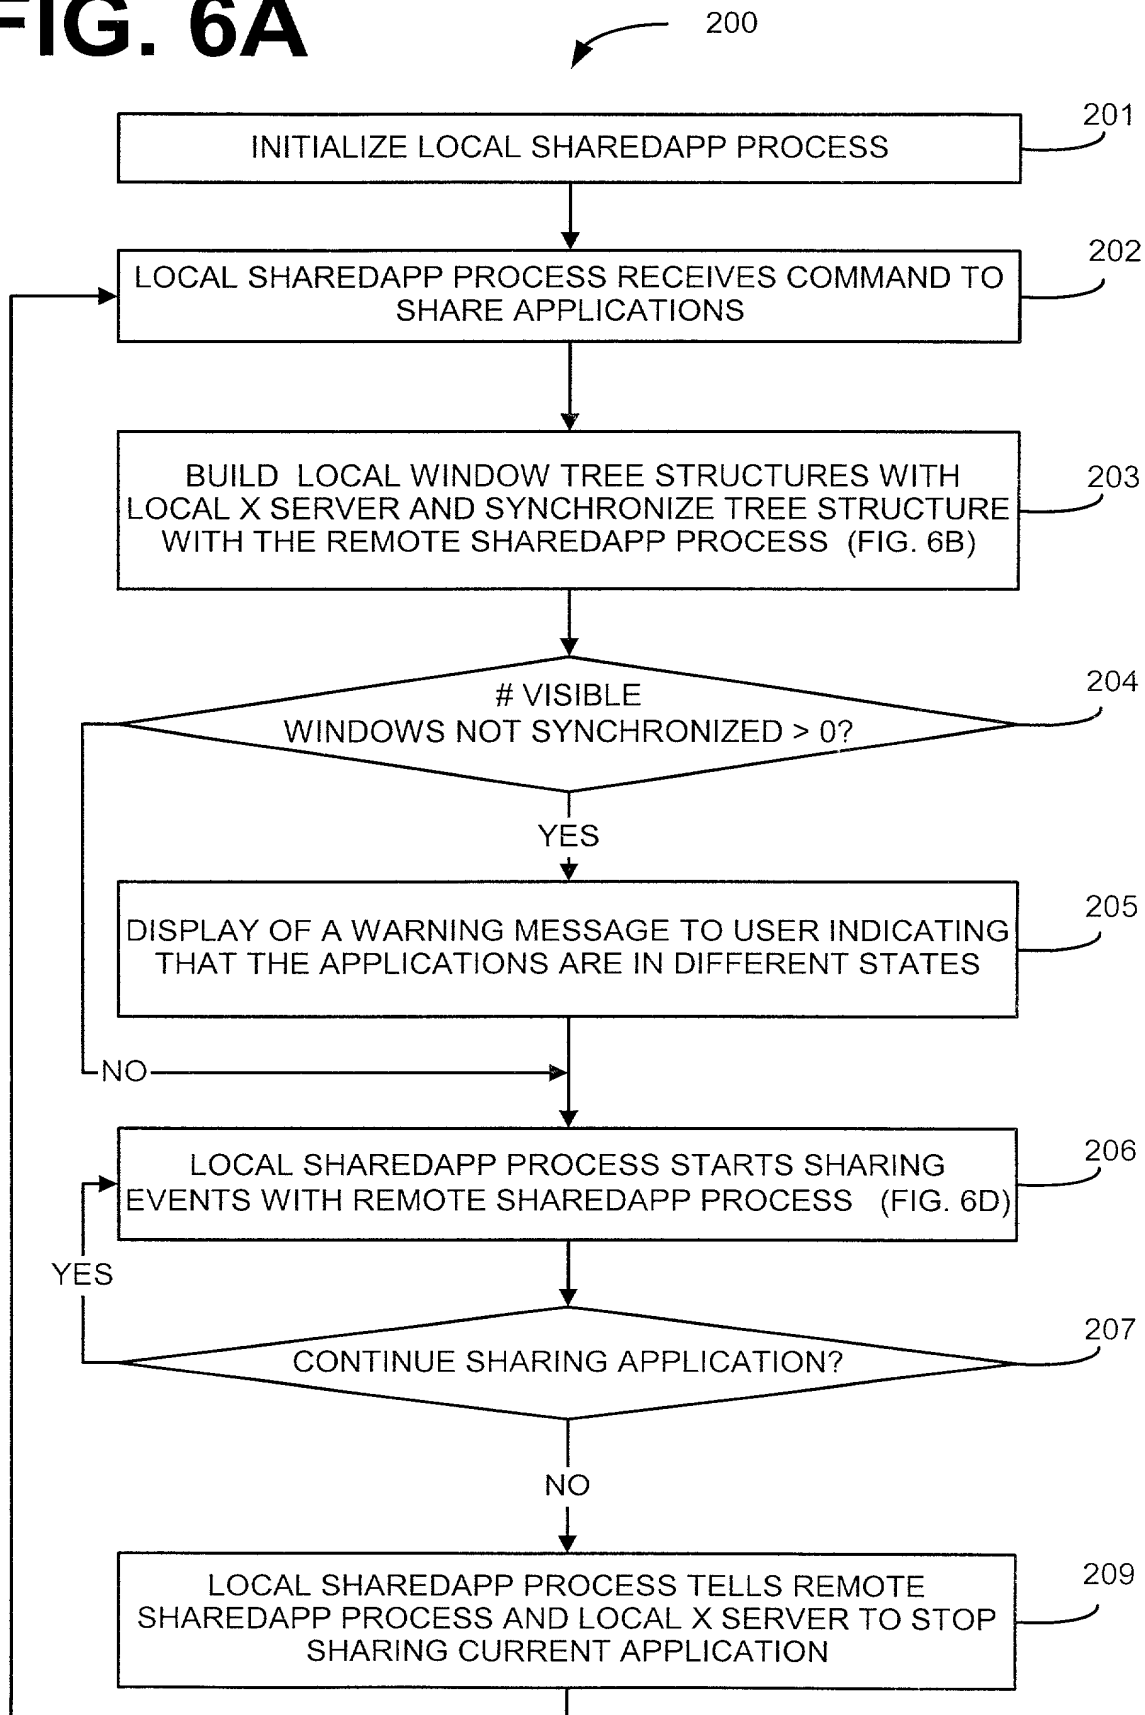 FIG. 6A
200
INITIALIZE LOCAL SHAREDAPP PROCESS
201
LOCAL SHAREDAPP PROCESS RECEIVES COMMAND TO
SHARE APPLICATIONS
202
BUILD LOCAL WINDOW TREE STRUCTURES WITH
LOCAL X SERVER AND SYNCHRONIZE TREE STRUCTURE
WITH THE REMOTE SHAREDAPP PROCESS (FIG. 6B)
203
# VISIBLE
WINDOWS NOT SYNCHRONIZED > 0?
204
YES
DISPLAY OF A WARNING MESSAGE TO USER INDICATING
THAT THE APPLICATIONS ARE IN DIFFERENT STATES
205
NO
LOCAL SHAREDAPP PROCESS STARTS SHARING
EVENTS WITH REMOTE SHAREDAPP PROCESS (FIG. 6D)
206
YES
CONTINUE SHARING APPLICATION?
207
NO
LOCAL SHAREDAPP PROCESS TELLS REMOTE
SHAREDAPP PROCESS AND LOCAL X SERVER TO STOP
SHARING CURRENT APPLICATION
209